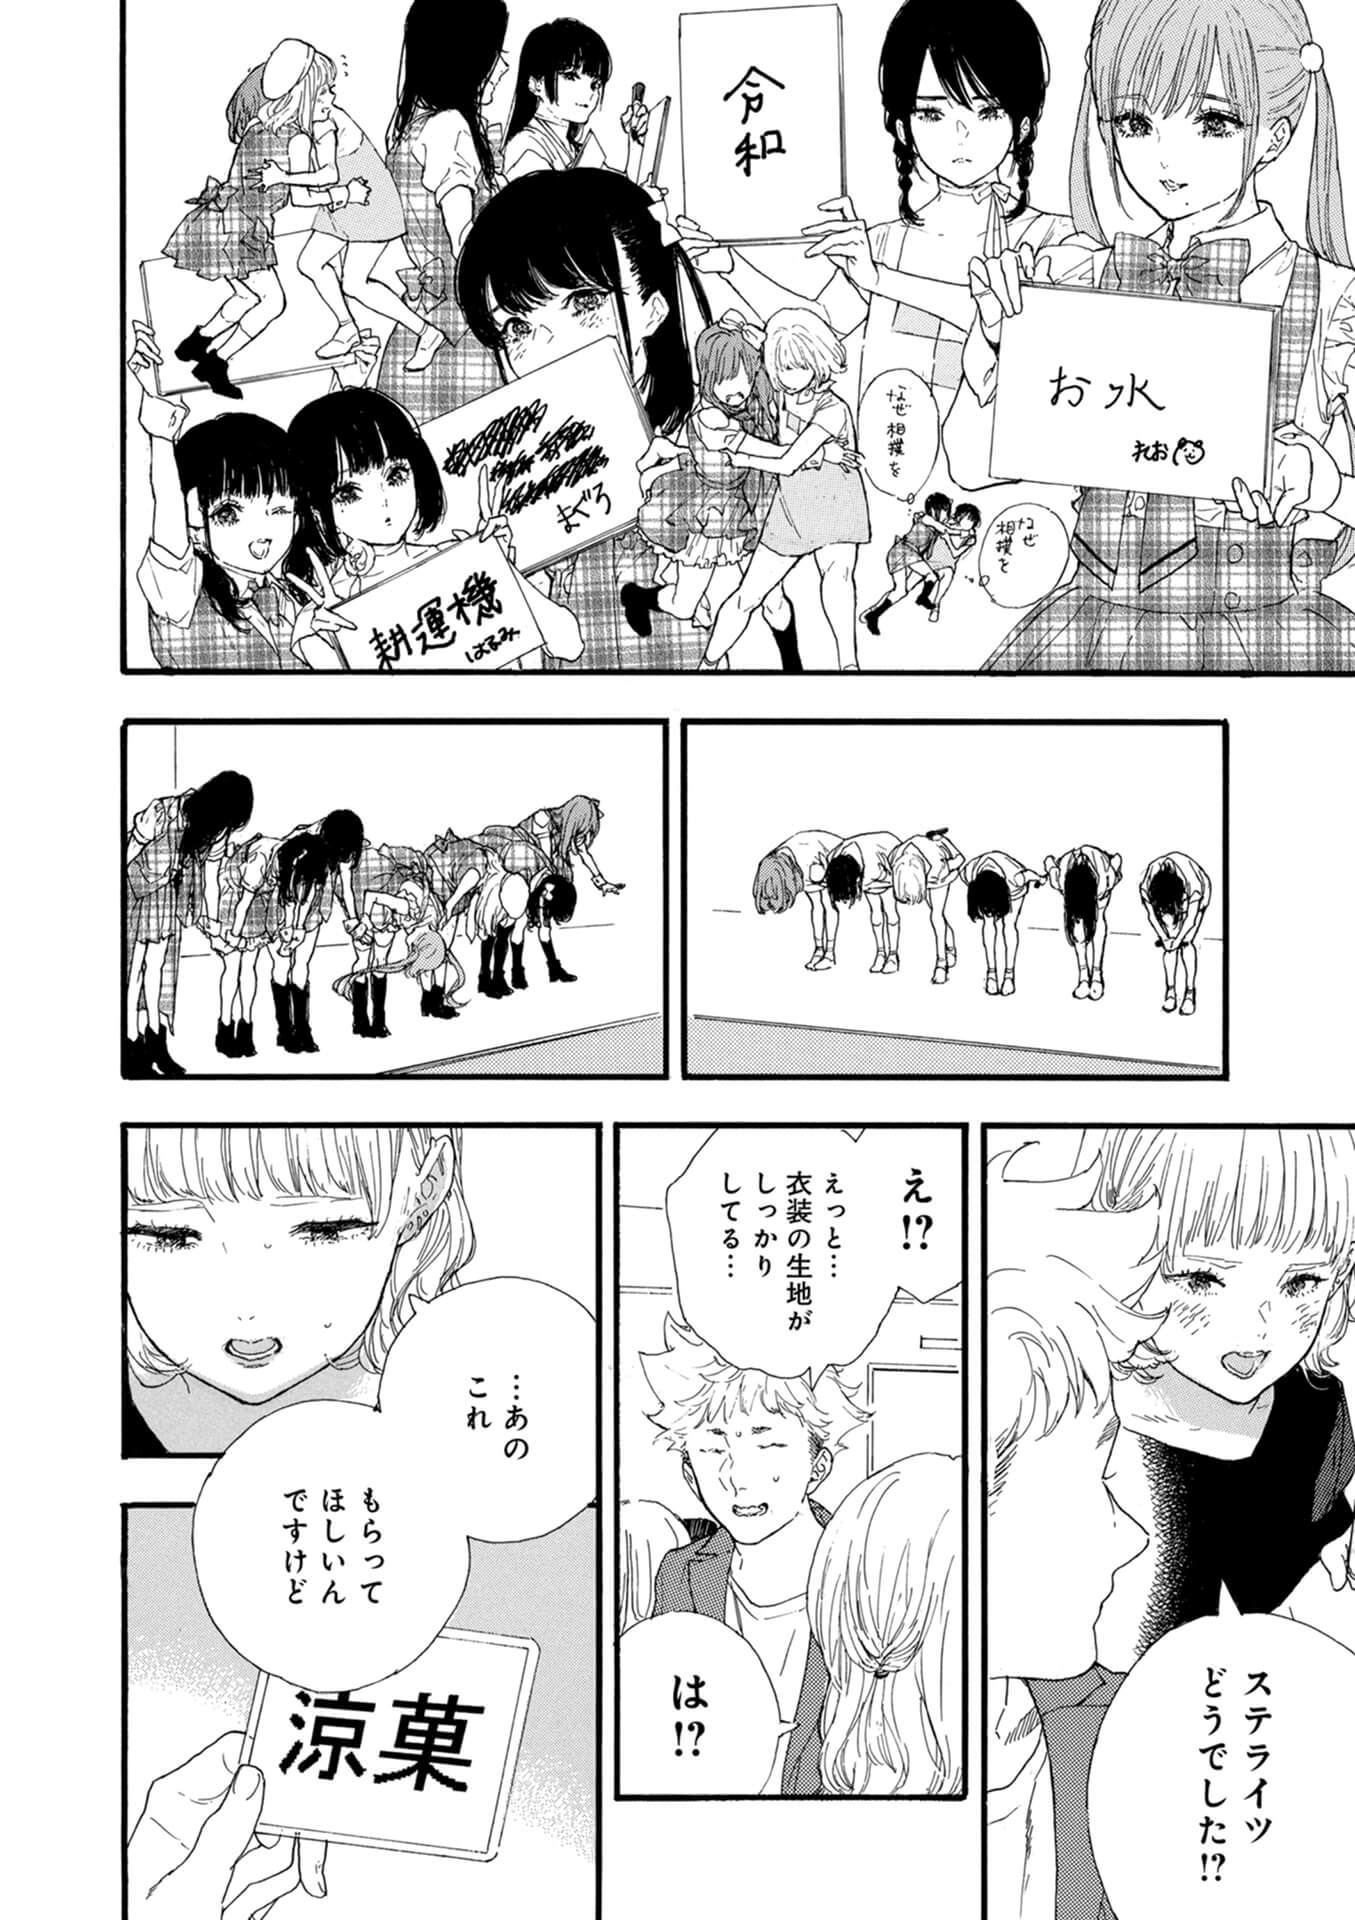 お水
れお
令和
なぜ
相撲を
なぜ
相撲を
まぐろ
耕運機
はるみ
ステライツ
どうでした!?
え!?
えっと…
衣装の生地が
しっかり
してる…
は!?
…あの
これ
もらって
ほしいん
ですけど
涼菓